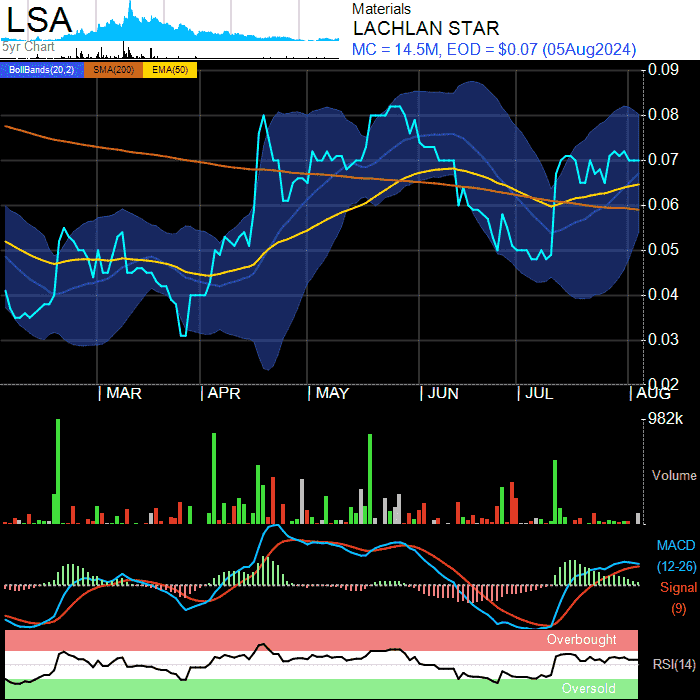 LSA
5yr Chart
Materials
LACHLAN STAR
MC = 14.5M, EOD = $0.07 (05Aug2024)
BollBands(20,2) SMA(200) EMA(50)
0.09
0.08
0.07
0.06
0.05
0.04
0.03
0.02
MAR APR MAY JUN JUL AUG
982k
Volume
MACD
(12-26)
Signal
(9)
Overbought
RSI(14)
Oversold